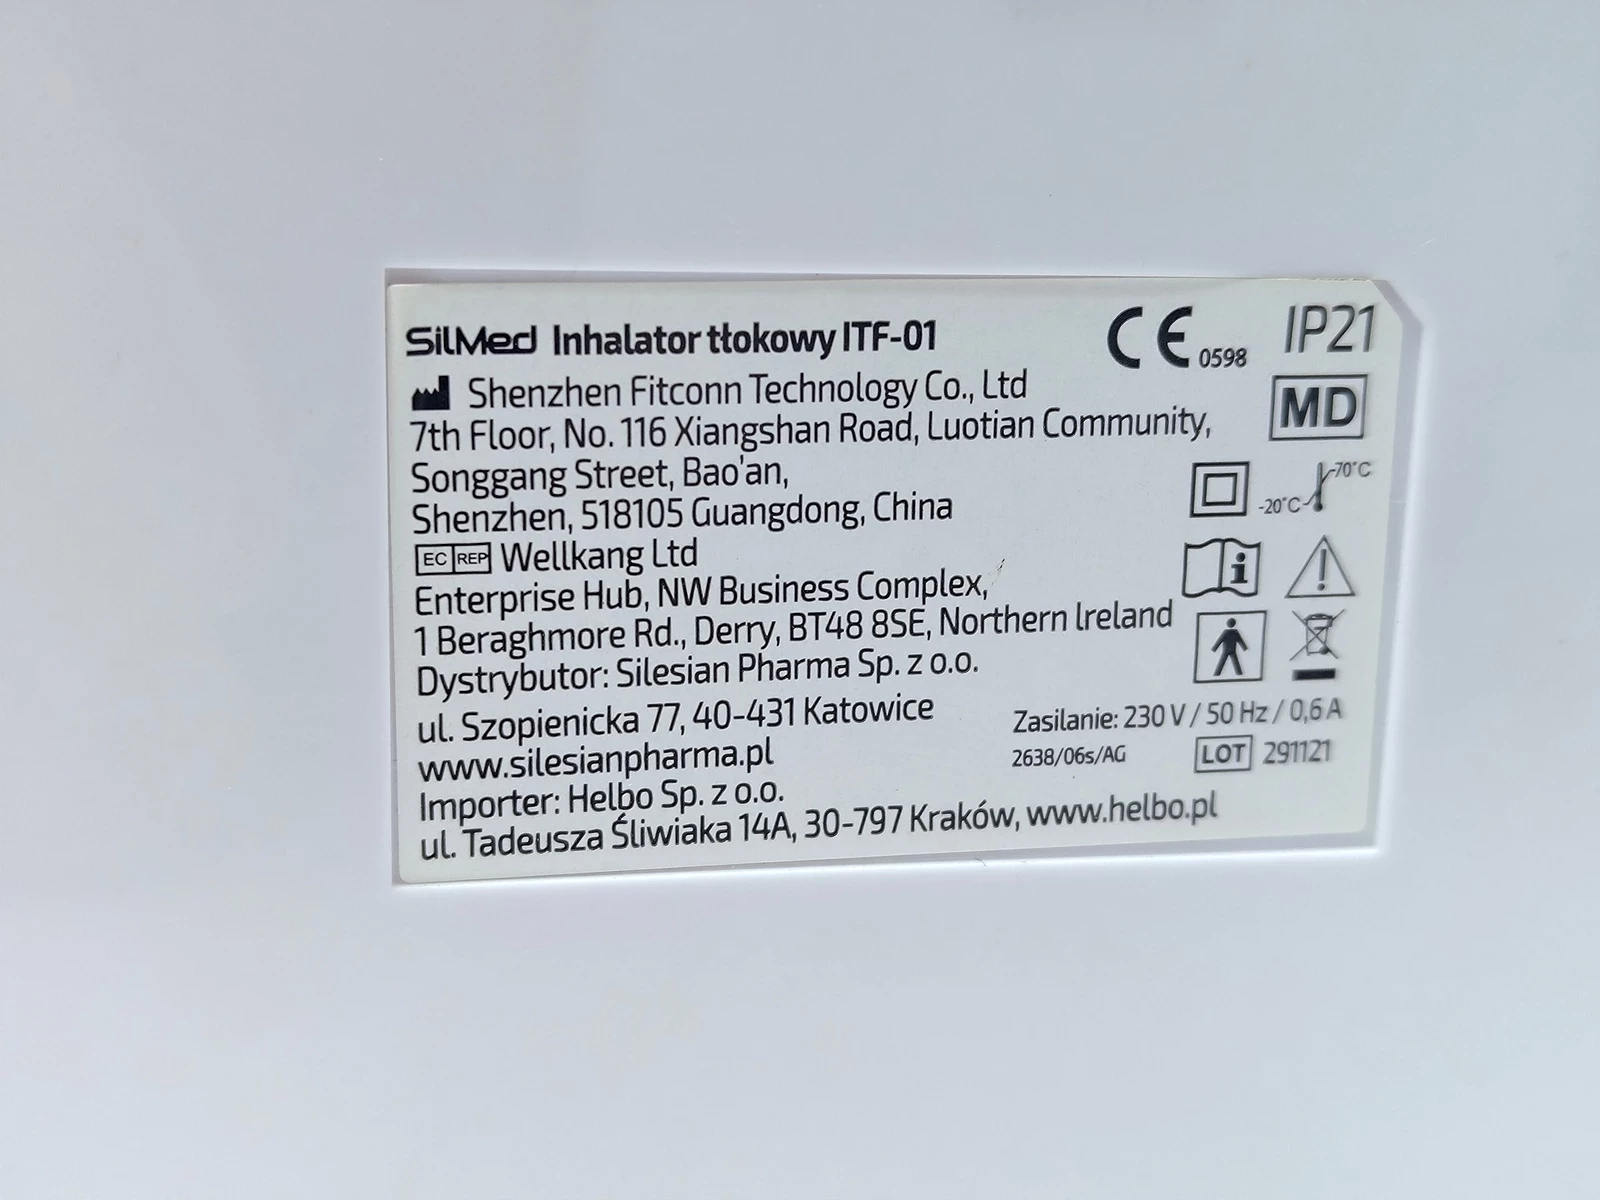 SilMed Inhalator tłokowy ITF-01
CE 0598 IP21
Shenzhen Fitconn Technology Co., Ltd
MD
7th Floor, No. 116 Xiangshan Road, Luotian Community,
Songgang Street, Bao'an,
-20°C 70°C
Shenzhen, 518105 Guangdong, China
EC REP Wellkang Ltd
Enterprise Hub, NW Business Complex,
1 Beraghmore Rd., Derry, BT48 8SE, Northern Ireland
Dystrybutor: Silesian Pharma Sp. z o.o.
ul. Szopienicka 77, 40-431 Katowice
Zasilanie: 230 V / 50 Hz / 0,6 A
www.silesianpharma.pl
2638/06s/AG LOT 291121
Importer: Helbo Sp. z o.o.
ul. Tadeusza Śliwiaka 14A, 30-797 Kraków, www.helbo.pl